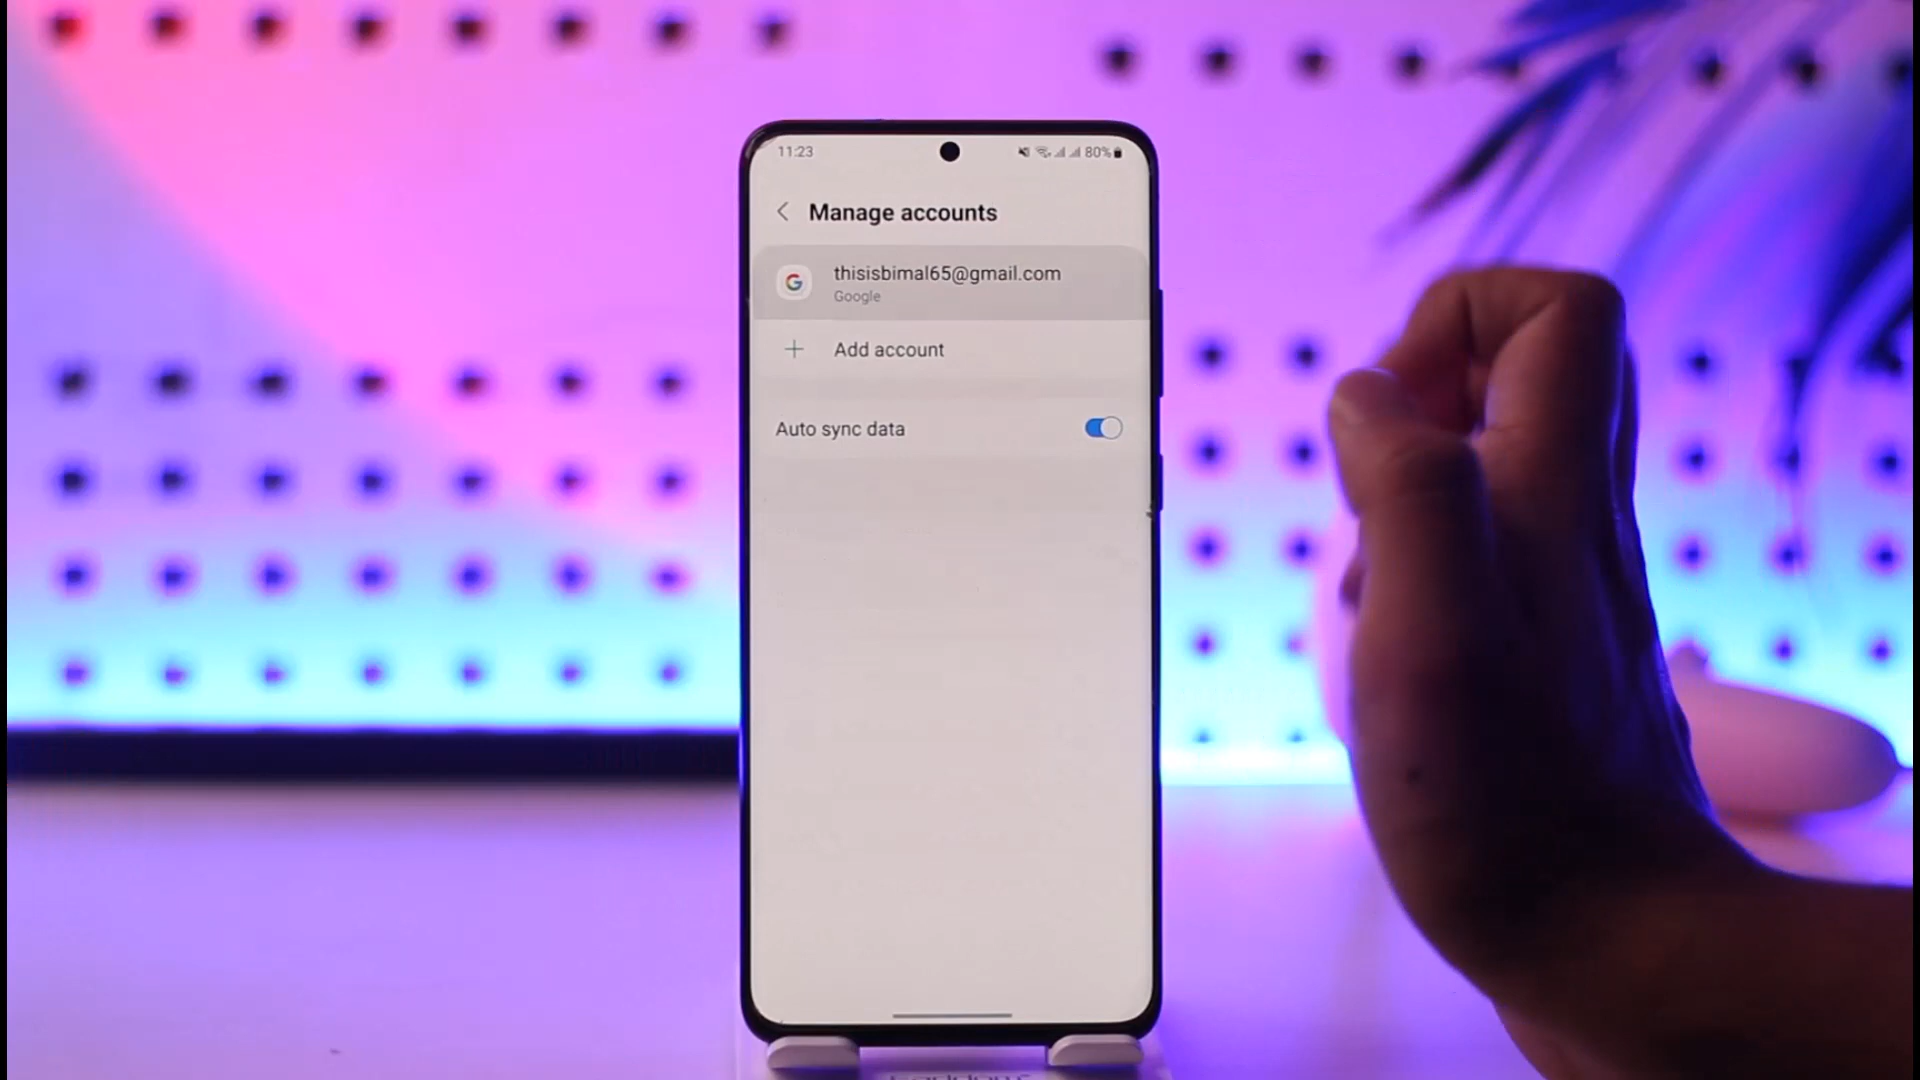 11:23
80%
Manage accounts
thisisbimal65@gmail.com
Google
Add account
Auto sync data